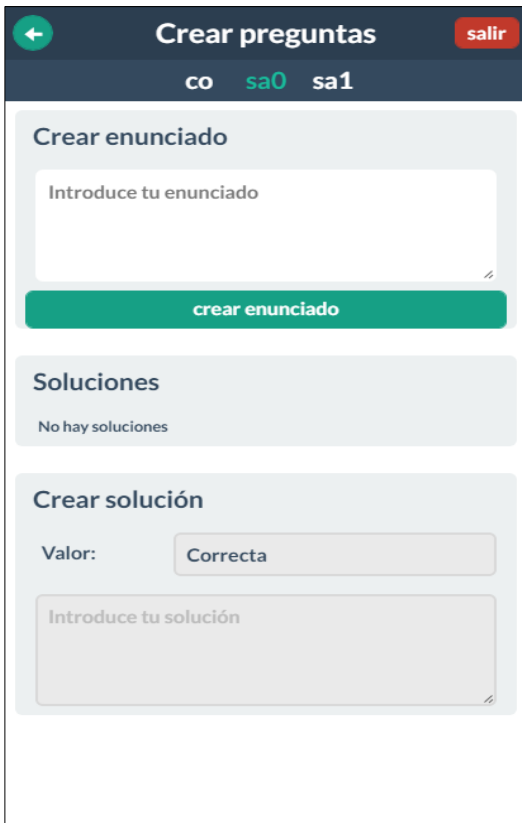 Crear preguntas salir
co sa0 sa1
Crear enunciado
Introduce tu enunciado
crear enunciado
Soluciones
No hay soluciones
Crear solución
Valor: Correcta
Introduce tu solución